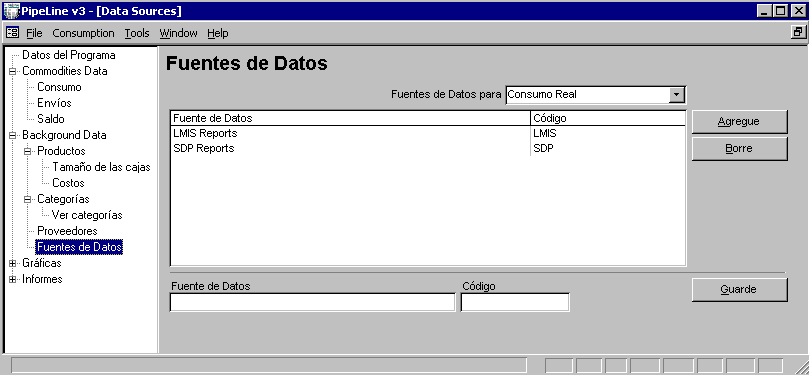 PipeLine v3 - [Data Sources]
File Consumption Tools Window Help
Datos del Programa
Commodities Data
Consumo
Envíos
Saldo
Background Data
Productos
Tamaño de las cajas
Costos
Categorías
Ver categorías
Proveedores
Fuentes de Datos
Gráficas
Informes
Fuentes de Datos
Fuentes de Datos para Consumo Real
Fuente de Datos Código
LMIS Reports LMIS
SDP Reports SDP
Agregue
Borre
Fuente de Datos Código
Guarde